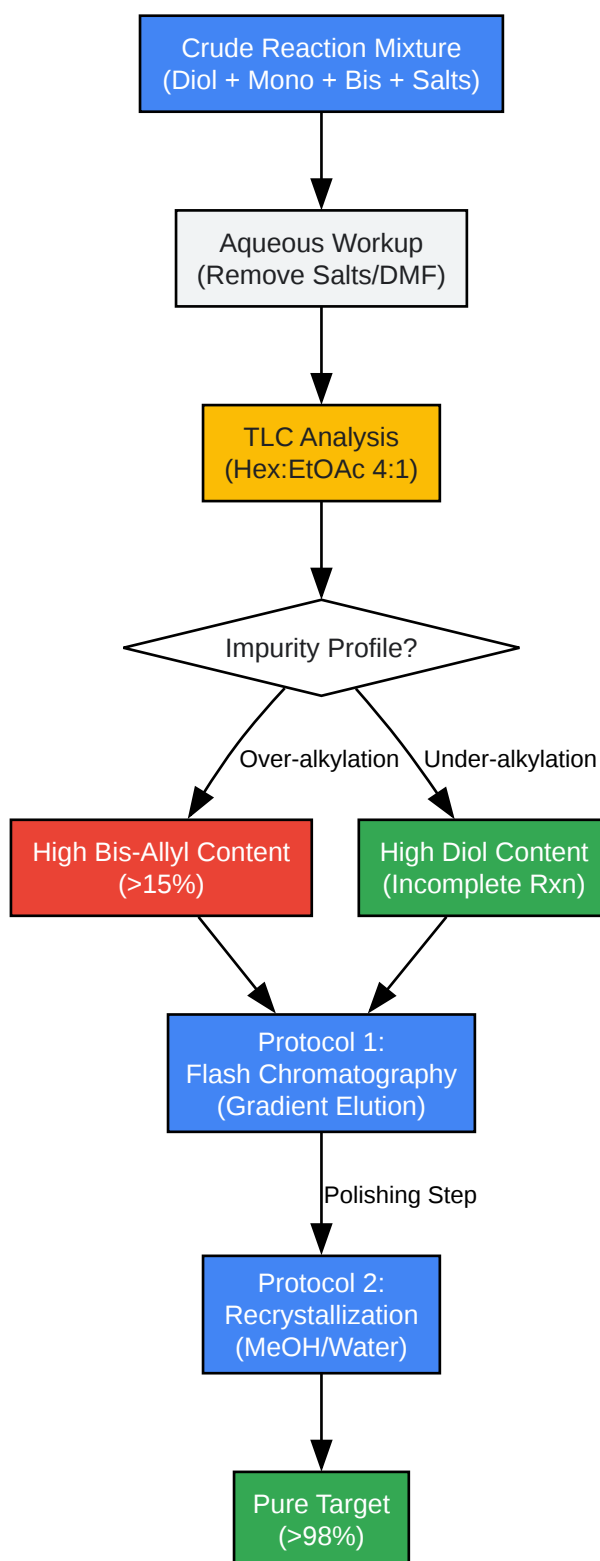 Crude Reaction Mixture
(Diol + Mono + Bis + Salts)
Aqueous Workup
(Remove Salts/DMF)
TLC Analysis
(Hex:EtOAc 4:1)
Impurity Profile?
Over-alkylation
Under-alkylation
High Bis-Allyl Content
(>15%)
High Diol Content
(Incomplete Rxn)
Protocol 1:
Flash Chromatography
(Gradient Elution)
Polishing Step
Protocol 2:
Recrystallization
(MeOH/Water)
Pure Target
(>98%)